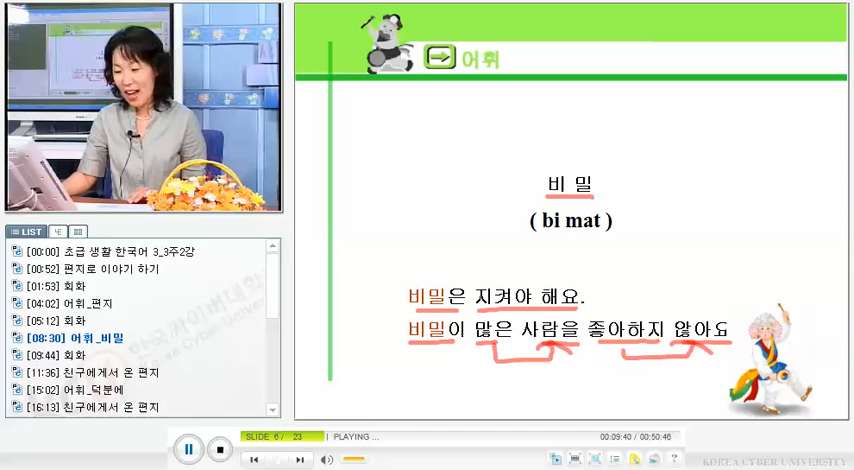 어휘
비 밀
( bi mat )
비밀은 지켜야 해요.
비밀이 많은 사람을 좋아하지 않아요
LIST
[00:00] 초급 생활 한국어 3_3주2강
[00:52] 편지로 이야기 하기
[01:53] 회화
[04:02] 어휘_편지
[05:12] 회화
[08:30] 어휘_비밀
[09:44] 회화
[11:36] 친구에게서 온 편지
[15:02] 어휘_덕분에
[16:13] 친구에게서 온 편지
SLIDE 6 / 23 | PLAYING ...
00:09:40 / 00:50:46
KOREA CYBER UNIVERSITY